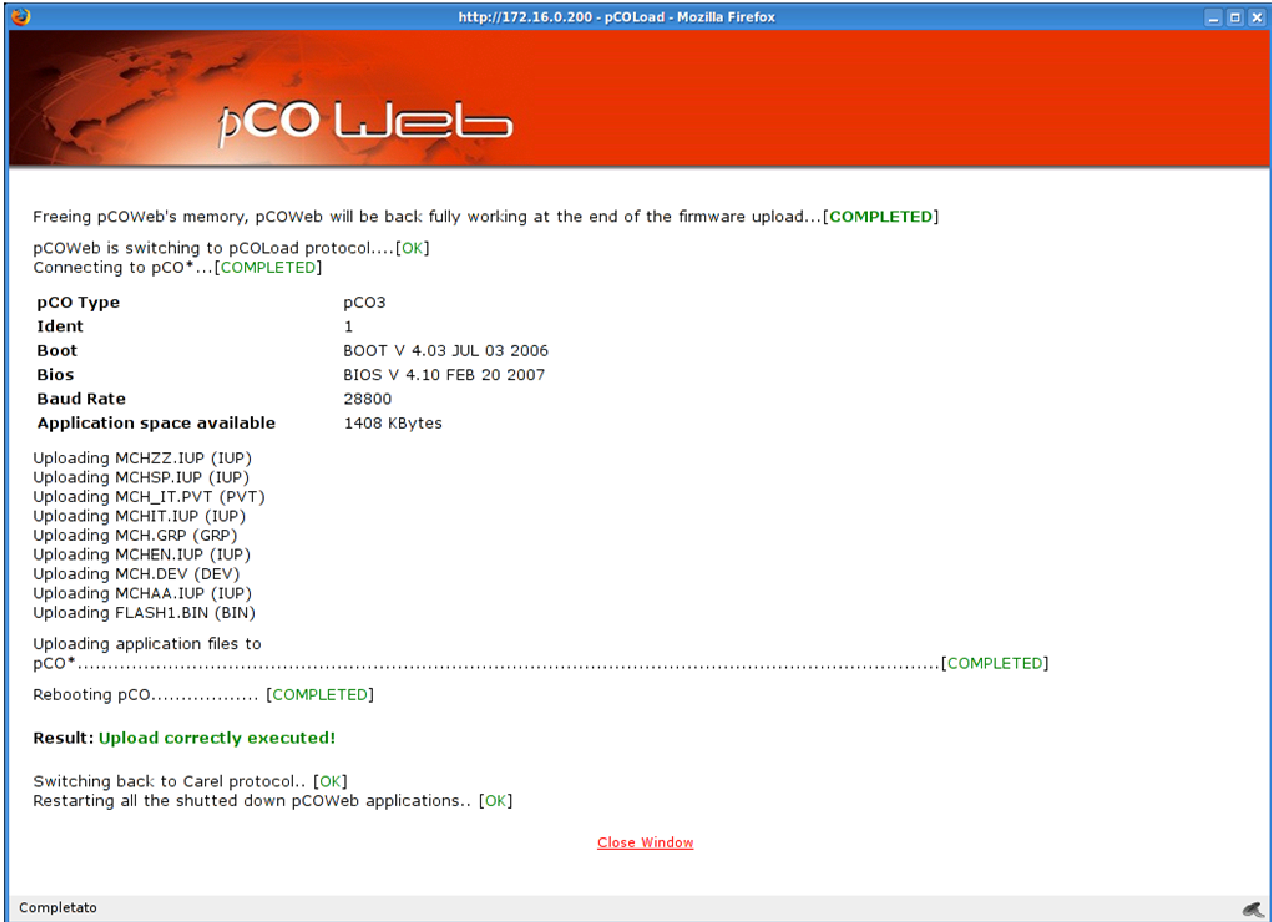 http://172.16.0.200 - pCOLoad - Mozilla Firefox
pCO Web
Freeing pCOWeb's memory, pCOWeb will be back fully working at the end of the firmware upload...[COMPLETED]
pCOWeb is switching to pCOLoad protocol....[OK]
Connecting to pCO*...[COMPLETED]
pCO Type pCO3
Ident 1
Boot BOOT V 4.03 JUL 03 2006
Bios BIOS V 4.10 FEB 20 2007
Baud Rate 28800
Application space available 1408 KBytes
Uploading MCHZZ.IUP (IUP)
Uploading MCHSP.IUP (IUP)
Uploading MCH_IT.PVT (PVT)
Uploading MCHIT.IUP (IUP)
Uploading MCH.GRP (GRP)
Uploading MCHEN.IUP (IUP)
Uploading MCH.DEV (DEV)
Uploading MCHAA.IUP (IUP)
Uploading FLASH1.BIN (BIN)
Uploading application files to
pCO*................................................................................................................................................[COMPLETED]
Rebooting pCO.................. [COMPLETED]
Result: Upload correctly executed!
Switching back to Carel protocol.. [OK]
Restarting all the shutted down pCOWeb applications.. [OK]
Close Window
Completato